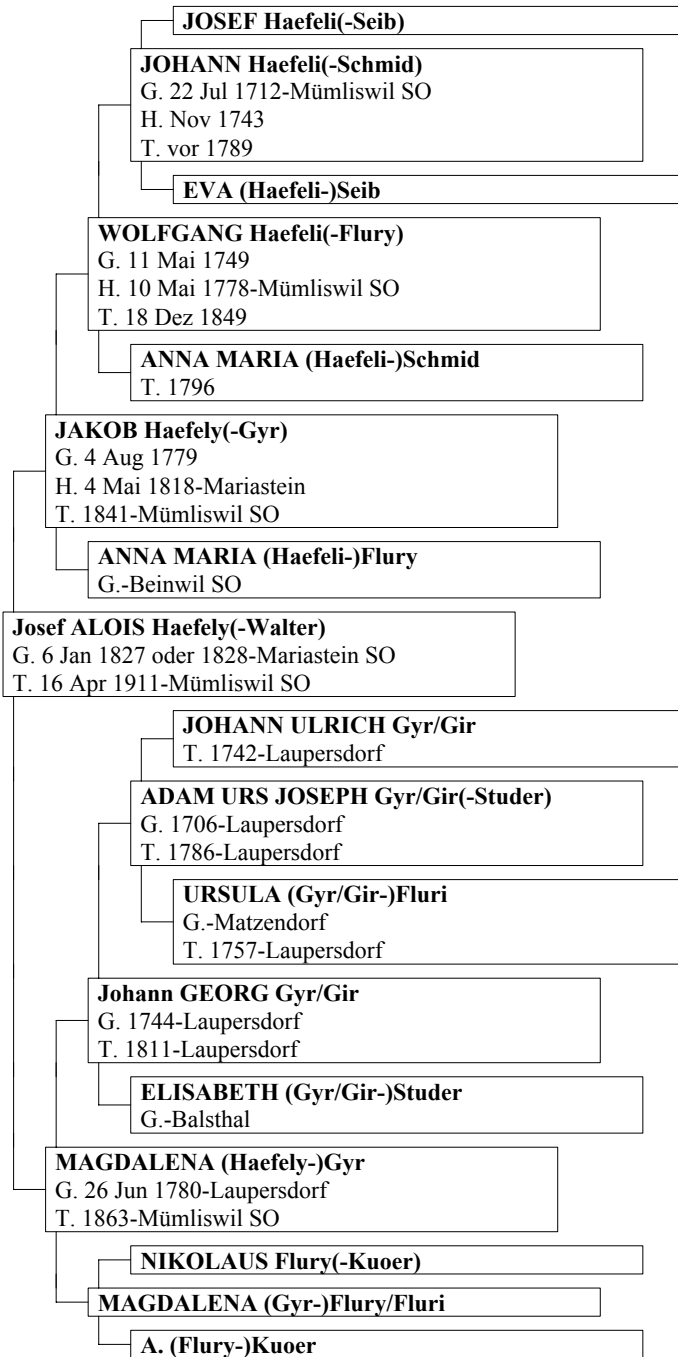 JOSEF Haefeli(-Seib)
JOHANN Haefeli(-Schmid)
G. 22 Jul 1712-Mümliswil SO
H. Nov 1743
T. vor 1789
EVA (Haefeli-)Seib
WOLFGANG Haefeli(-Flury)
G. 11 Mai 1749
H. 10 Mai 1778-Mümliswil SO
T. 18 Dez 1849
ANNA MARIA (Haefeli-)Schmid
T. 1796
JAKOB Haefely(-Gyr)
G. 4 Aug 1779
H. 4 Mai 1818-Mariastein
T. 1841-Mümliswil SO
ANNA MARIA (Haefeli-)Flury
G.-Beinwil SO
Josef ALOIS Haefely(-Walter)
G. 6 Jan 1827 oder 1828-Mariastein SO
T. 16 Apr 1911-Mümliswil SO
JOHANN ULRICH Gyr/Gir
T. 1742-Laupersdorf
ADAM URS JOSEPH Gyr/Gir(-Studer)
G. 1706-Laupersdorf
T. 1786-Laupersdorf
URSULA (Gyr/Gir-)Fluri
G.-Matzendorf
T. 1757-Laupersdorf
Johann GEORG Gyr/Gir
G. 1744-Laupersdorf
T. 1811-Laupersdorf
ELISABETH (Gyr/Gir-)Studer
G.-Balsthal
MAGDALENA (Haefely-)Gyr
G. 26 Jun 1780-Laupersdorf
T. 1863-Mümliswil SO
NIKOLAUS Flury(-Kuoer)
MAGDALENA (Gyr-)Flury/Fluri
A. (Flury-)Kuoer